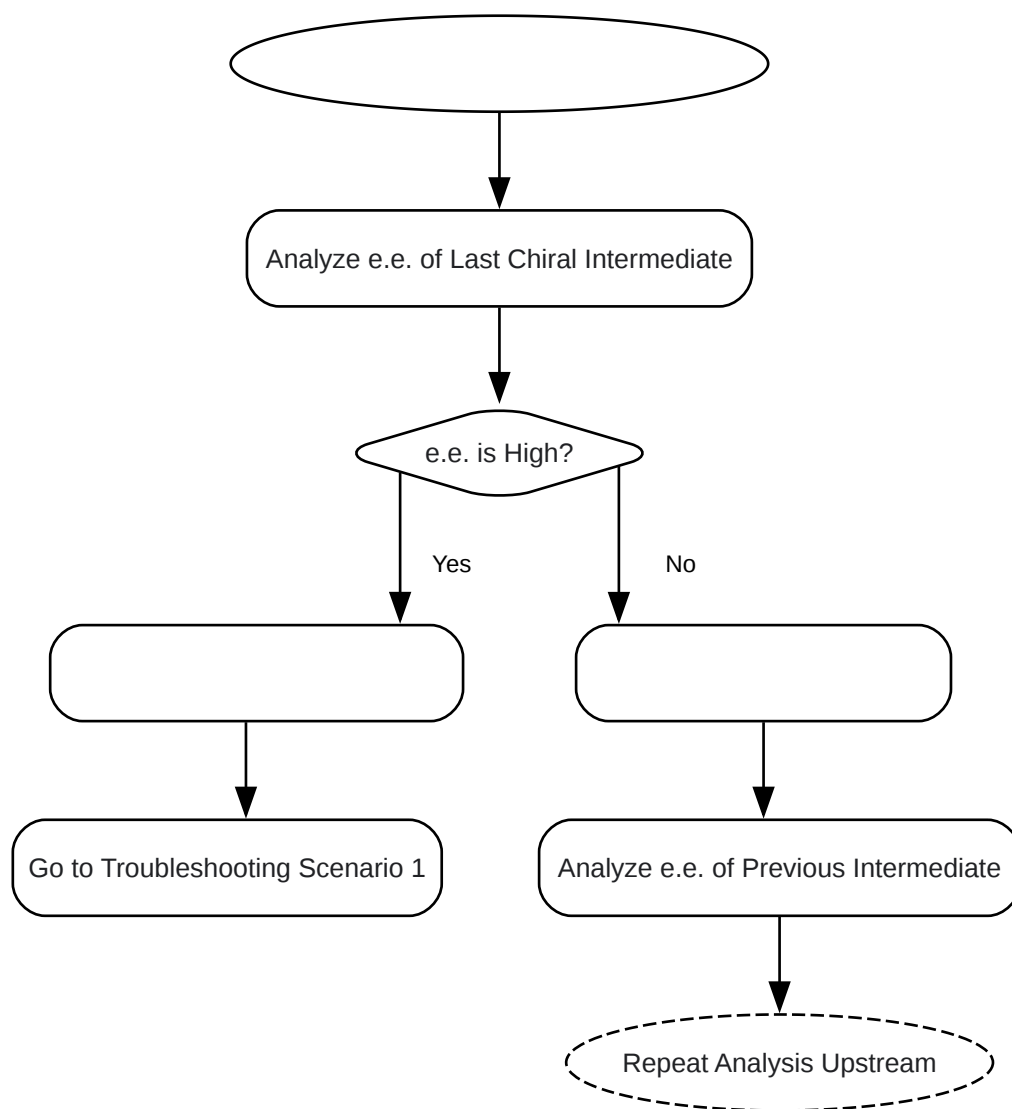 Analyze e.e. of Last Chiral Intermediate
e.e. is High?
Yes
No
Go to Troubleshooting Scenario 1
Analyze e.e. of Previous Intermediate
Repeat Analysis Upstream